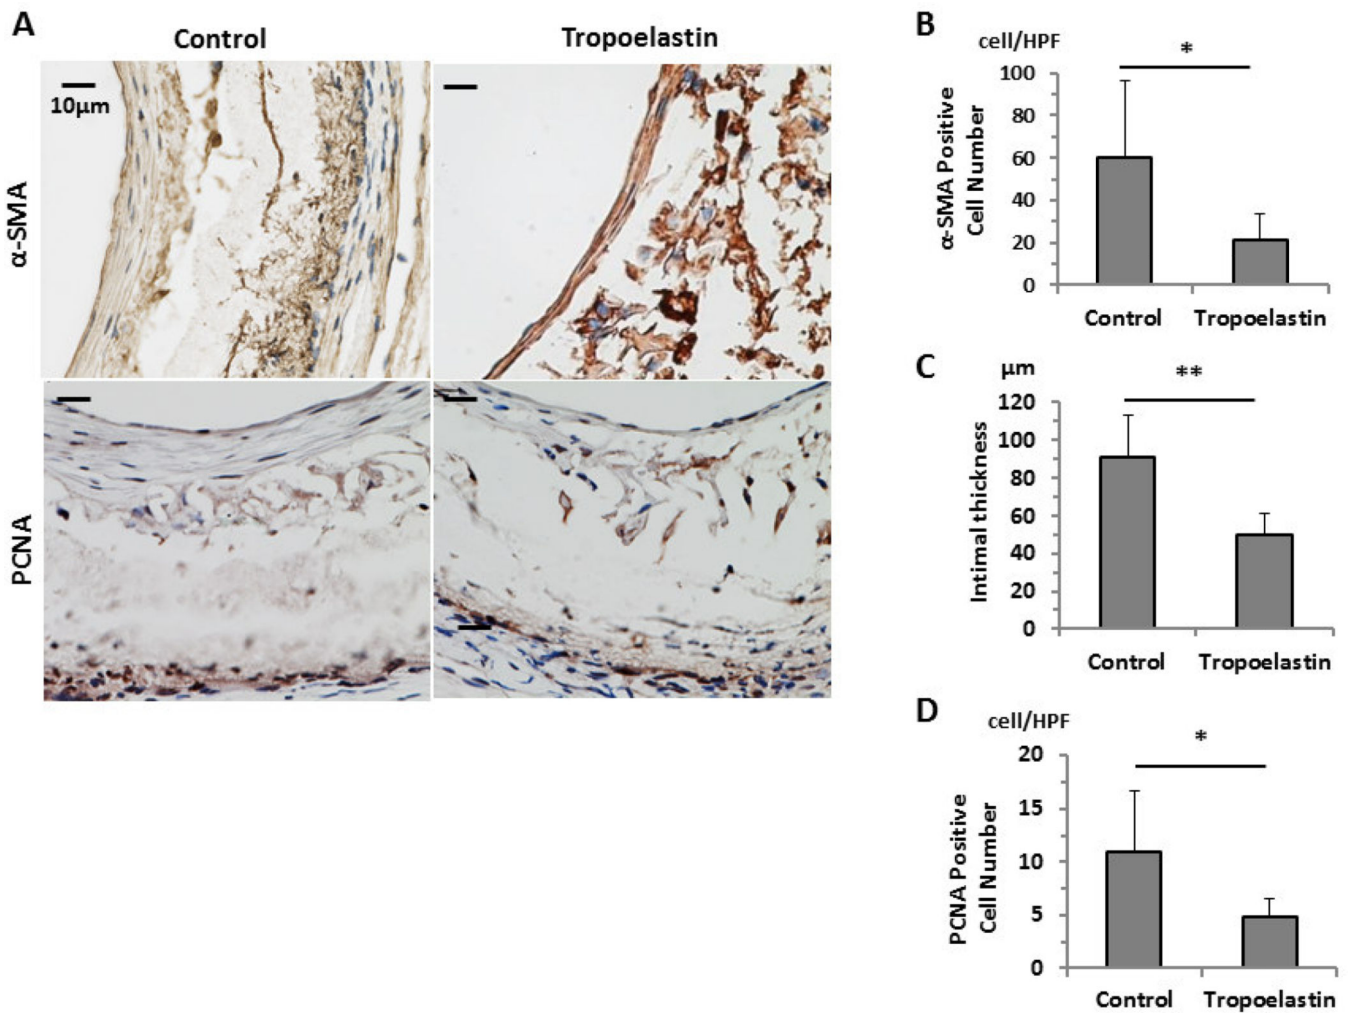 A
Control
Tropoelastin
10μm
α-SMA
PCNA
B
cell/HPF
*
α-SMA Positive
Cell Number
100
80
60
40
20
0
Control
Tropoelastin
C
μm
**
Intimal thickness
120
100
80
60
40
20
0
Control
Tropoelastin
D
cell/HPF
*
PCNA Positive
Cell Number
20
15
10
5
0
Control
Tropoelastin